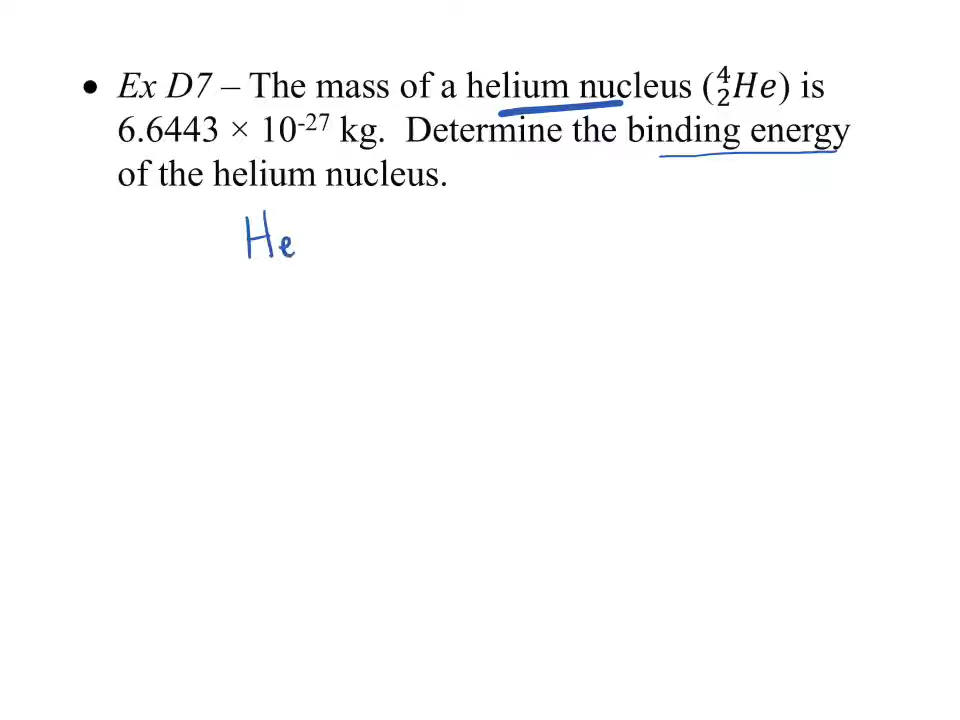 • Ex D7 – The mass of a helium nucleus (⁴₂He) is
6.6443 × 10⁻²⁷ kg. Determine the binding energy
of the helium nucleus.
He